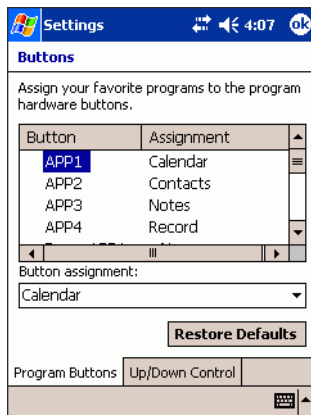 Settings 4:07 ok
Buttons
Assign your favorite programs to the program
hardware buttons.
Button Assignment
APP1 Calendar
APP2 Contacts
APP3 Notes
APP4 Record
Button assignment:
Calendar
Restore Defaults
Program Buttons Up/Down Control